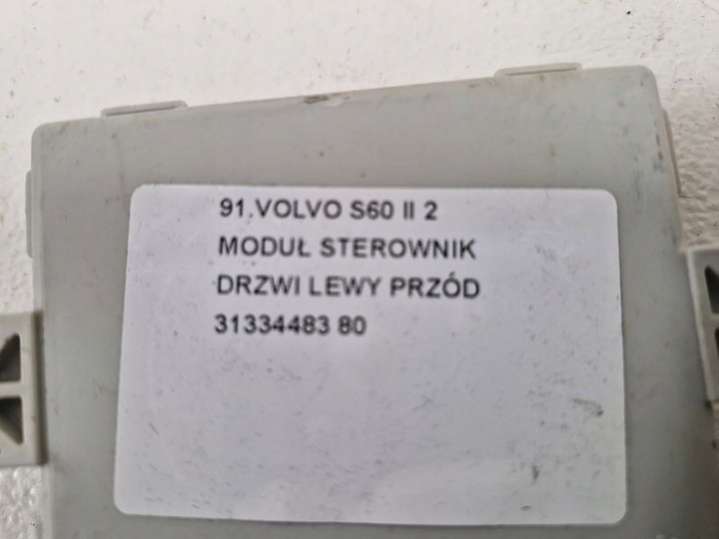 91.VOLVO S60 II 2
MODUŁ STEROWNIK
DRZWI LEWY PRZÓD
31334483 80